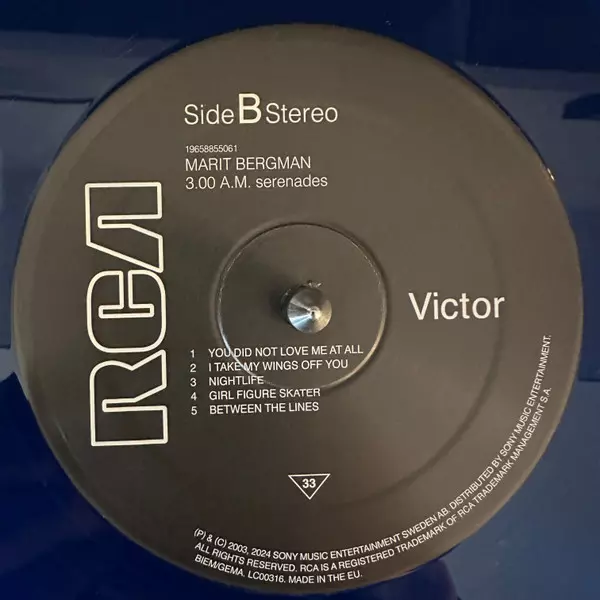 Side B Stereo
19658855061
MARIT BERGMAN
3.00 A.M. serenades
RCA
Victor
1 YOU DID NOT LOVE ME AT ALL
2 I TAKE MY WINGS OFF YOU
3 NIGHTLIFE
4 GIRL FIGURE SKATER
5 BETWEEN THE LINES
33
(P) & (C) 2003, 2024 SONY MUSIC ENTERTAINMENT SWEDEN AB. DISTRIBUTED BY SONY MUSIC ENTERTAINMENT.
ALL RIGHTS RESERVED. RCA IS A REGISTERED TRADEMARK OF RCA TRADEMARK MANAGEMENT S.A.
BIEM/GEMA. LC00316. MADE IN THE EU.